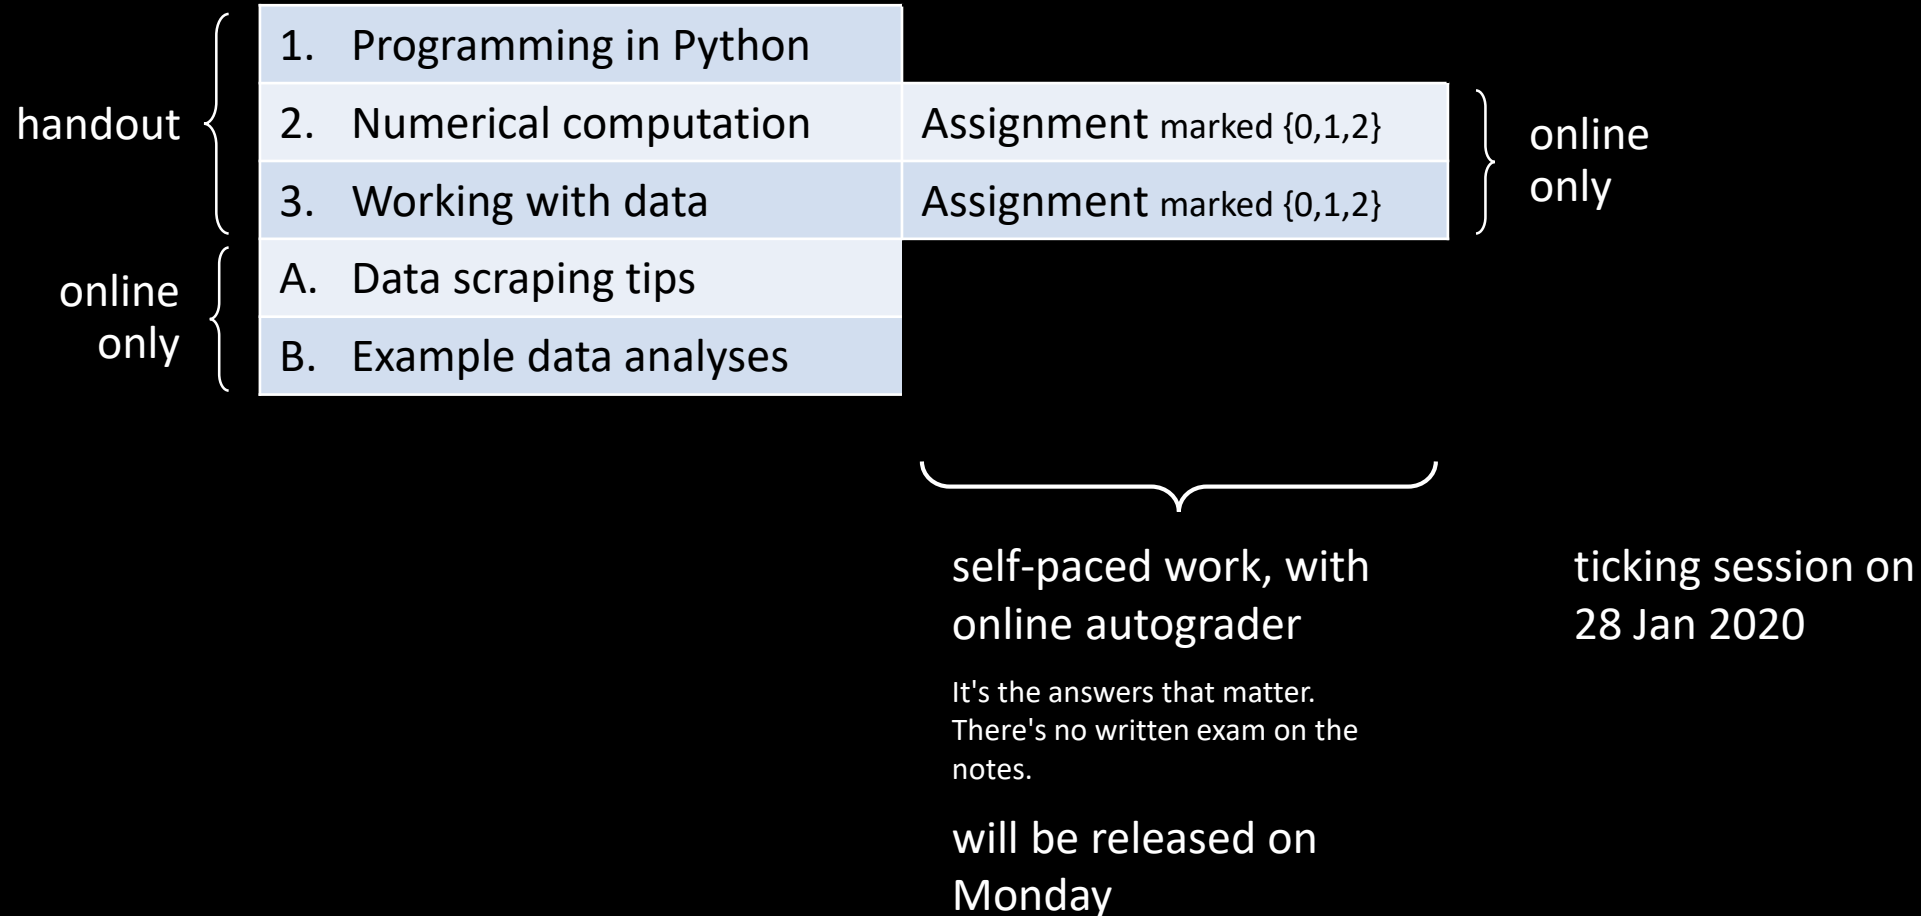 handout
1. Programming in Python
2. Numerical computation
Assignment marked {0,1,2}
3. Working with data
Assignment marked {0,1,2}
online
only
online
only
A. Data scraping tips
B. Example data analyses
self-paced work, with
online autograder
It's the answers that matter.
There's no written exam on the
notes.
will be released on
Monday
ticking session on
28 Jan 2020